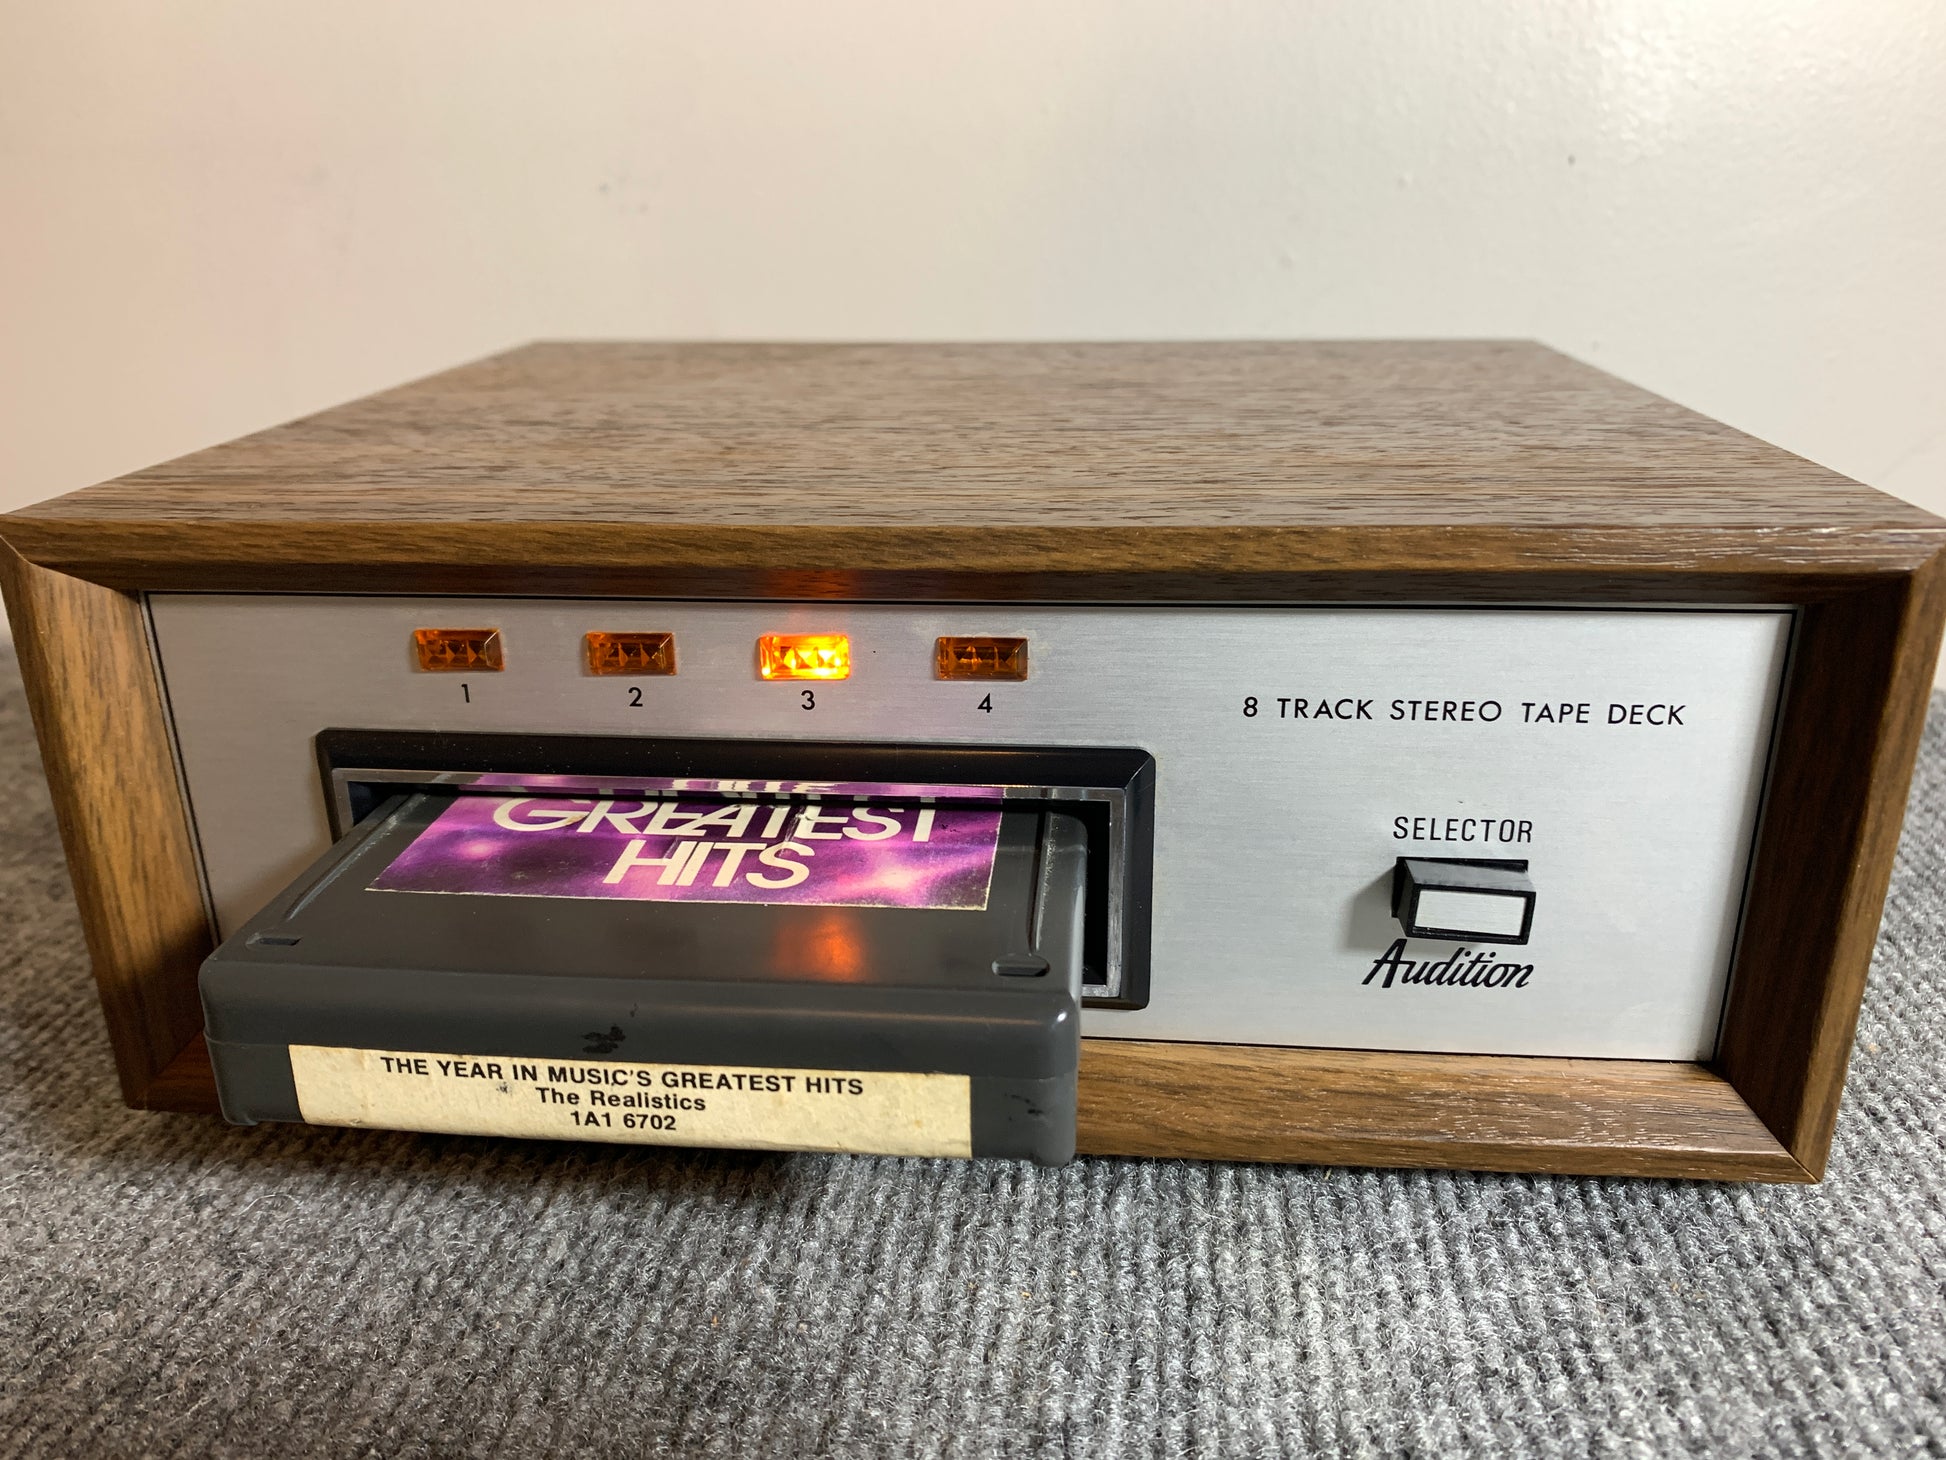 1 2 3 4
8 TRACK STEREO TAPE DECK
SELECTOR
Audition
GREATEST
HITS
THE YEAR IN MUSIC'S GREATEST HITS
The Realistics
1A1 6702